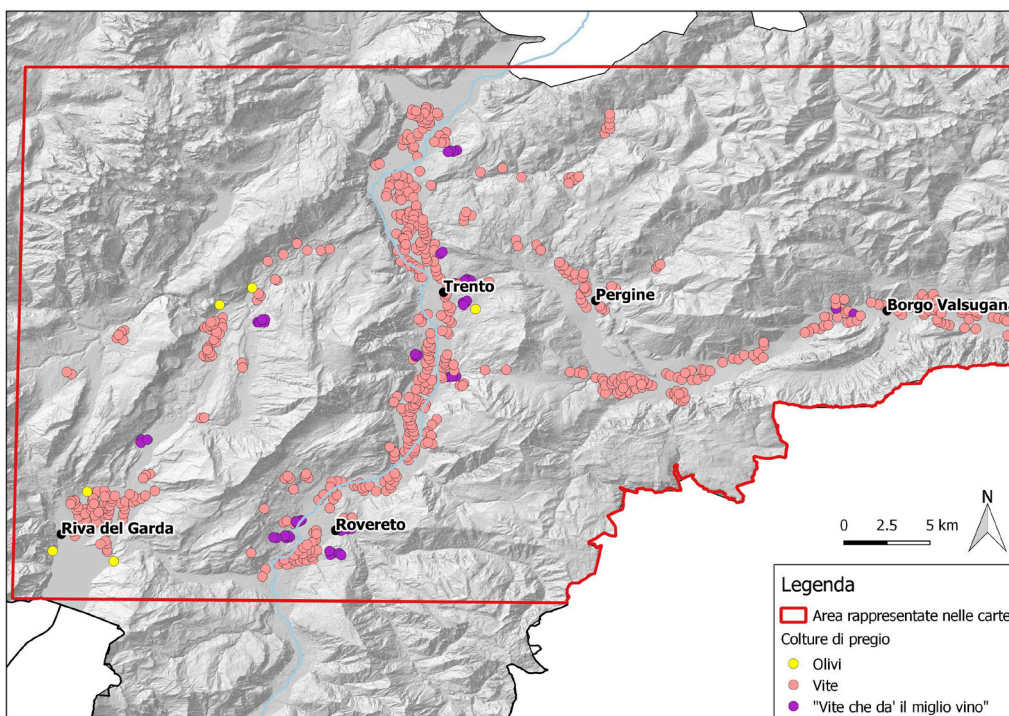 Trento
Pergine
Borgo Valsugana
Riva del Garda
Rovereto
N
0 2.5 5 km
Legenda
Area rappresentate nelle carte
Colture di pregio
Olivi
Vite
"Vite che da' il miglio vino"